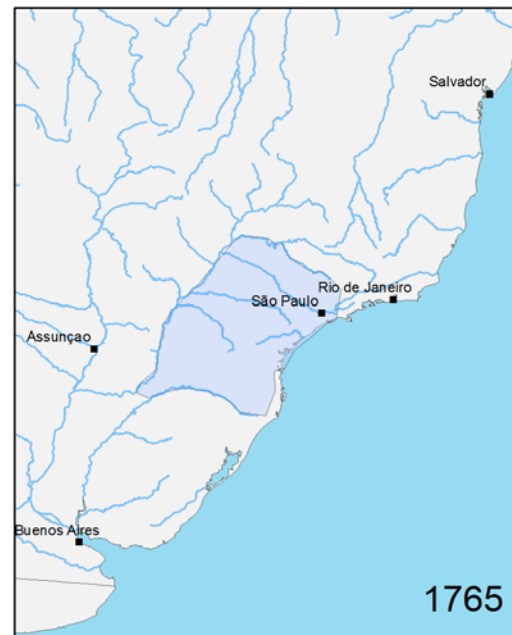 Salvador
Rio de Janeiro
São Paulo
Assunçao
Buenos Aires
1765